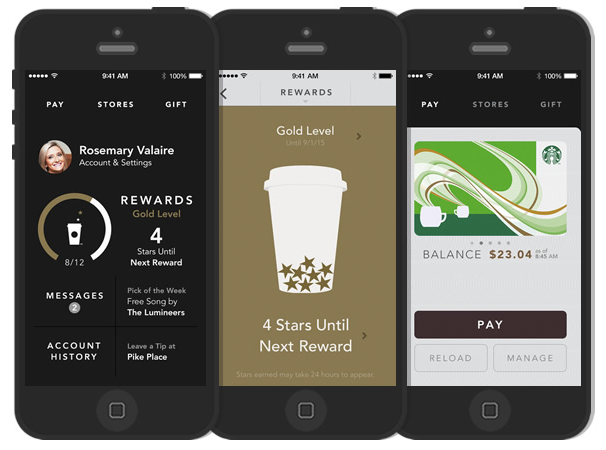 9:41 AM 100%
PAY STORES GIFT
Rosemary Valaire
Account & Settings
REWARDS
Gold Level
4
Stars Until
Next Reward
8/12
MESSAGES
2
Pick of the Week
Free Song by
The Lumineers
ACCOUNT
HISTORY
Leave a Tip at
Pike Place
9:41 AM 100%
REWARDS
Gold Level
Until 9/1/15
4 Stars Until
Next Reward
Stars earned may take 24 hours to appear.
9:41 AM 100%
PAY STORES GIFT
BALANCE $23.04 as of
8:45 AM
PAY
RELOAD MANAGE